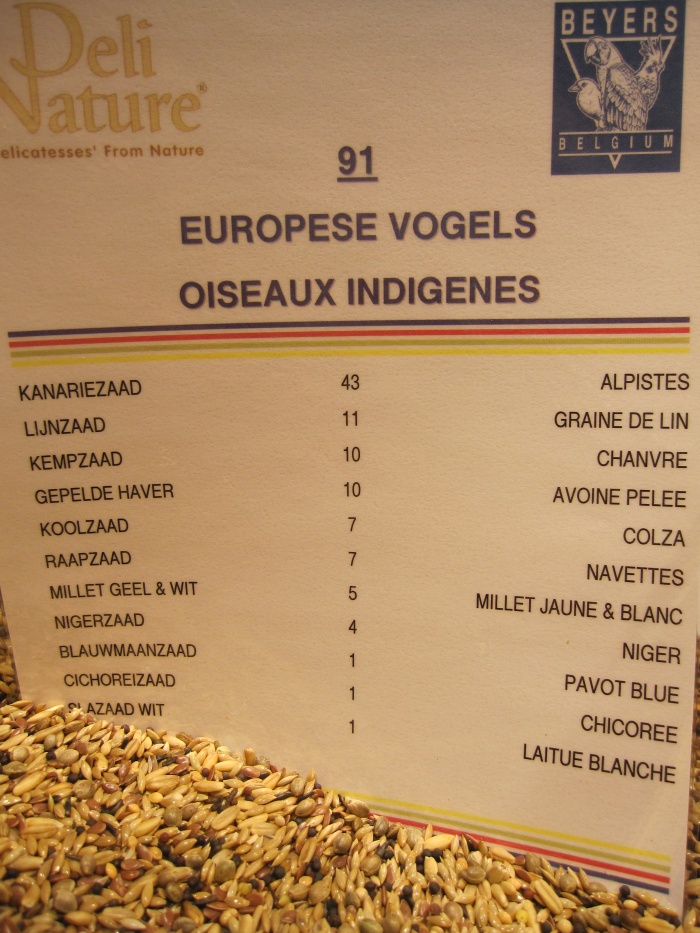 Deli
Nature®
elicatesses' From Nature
BEYERS
BELGIUM
91
EUROPESE VOGELS
OISEAUX INDIGENES
KANARIEZAAD 43 ALPISTES
LIJNZAAD 11 GRAINE DE LIN
KEMPZAAD 10 CHANVRE
GEPELDE HAVER 10 AVOINE PELEE
KOOLZAAD 7 COLZA
RAAPZAAD 7 NAVETTES
MILLET GEEL & WIT 5 MILLET JAUNE & BLANC
NIGERZAAD 4 NIGER
BLAUWMAANZAAD 1 PAVOT BLUE
CICHOREIZAAD 1 CHICOREE
SLAZAAD WIT 1 LAITUE BLANCHE